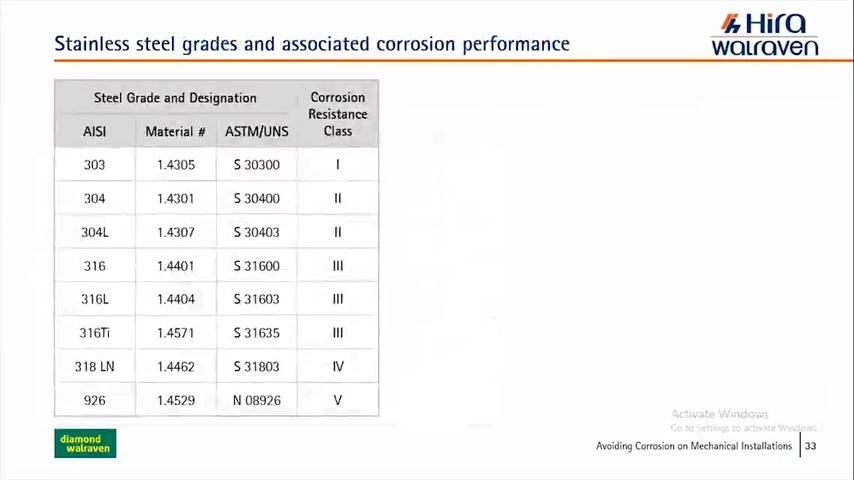 Stainless steel grades and associated corrosion performance
Hira
walraven
Steel Grade and Designation
Corrosion
Resistance
Class
AISI Material # ASTM/UNS
303 1.4305 S 30300 I
304 1.4301 S 30400 II
304L 1.4307 S 30403 II
316 1.4401 S 31600 III
316L 1.4404 S 31603 III
316Ti 1.4571 S 31635 III
318 LN 1.4462 S 31803 IV
926 1.4529 N 08926 V
Activate Windows
Go to Settings to activate Windows
diamond
walraven
Avoiding Corrosion on Mechanical Installations 33